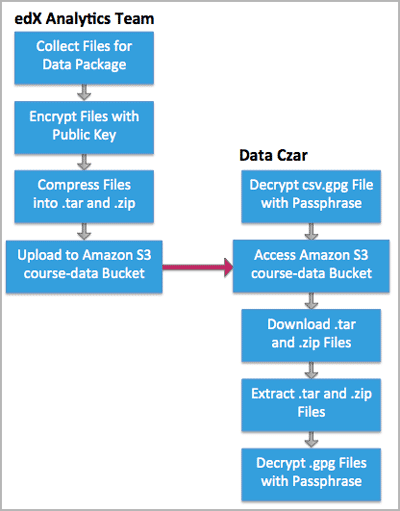 edX Analytics Team
Collect Files for
Data Package
Encrypt Files with
Public Key
Compress Files
into .tar and .zip
Upload to Amazon S3
course-data Bucket
Data Czar
Decrypt csv.gpg File
with Passphrase
Access Amazon S3
course-data Bucket
Download .tar
and .zip Files
Extract .tar and .zip
Files
Decrypt .gpg Files
with Passphrase